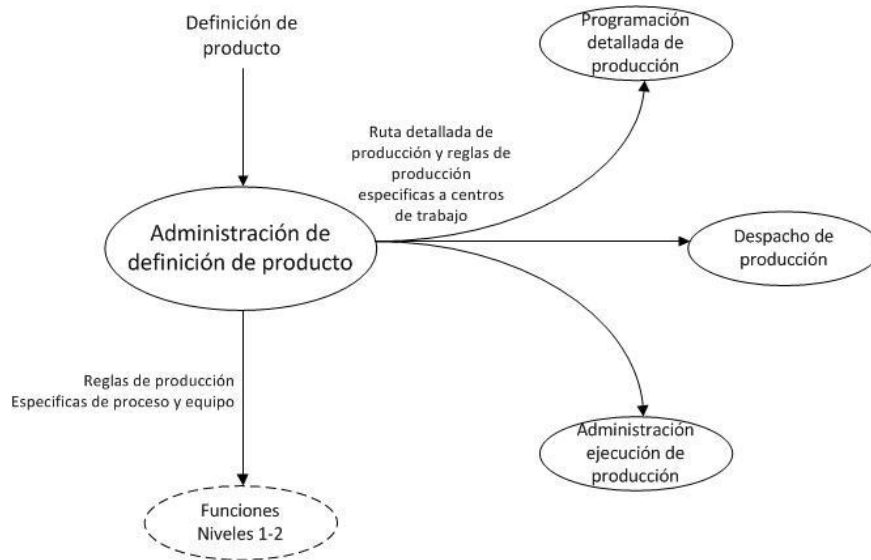 Definición de
producto
Programación
detallada de
producción
Ruta detallada de
producción y reglas de
producción
especificas a centros
de trabajo
Administración de
definición de producto
Despacho de
producción
Reglas de producción
Especificas de proceso y equipo
Administración
ejecución de
producción
Funciones
Niveles 1-2